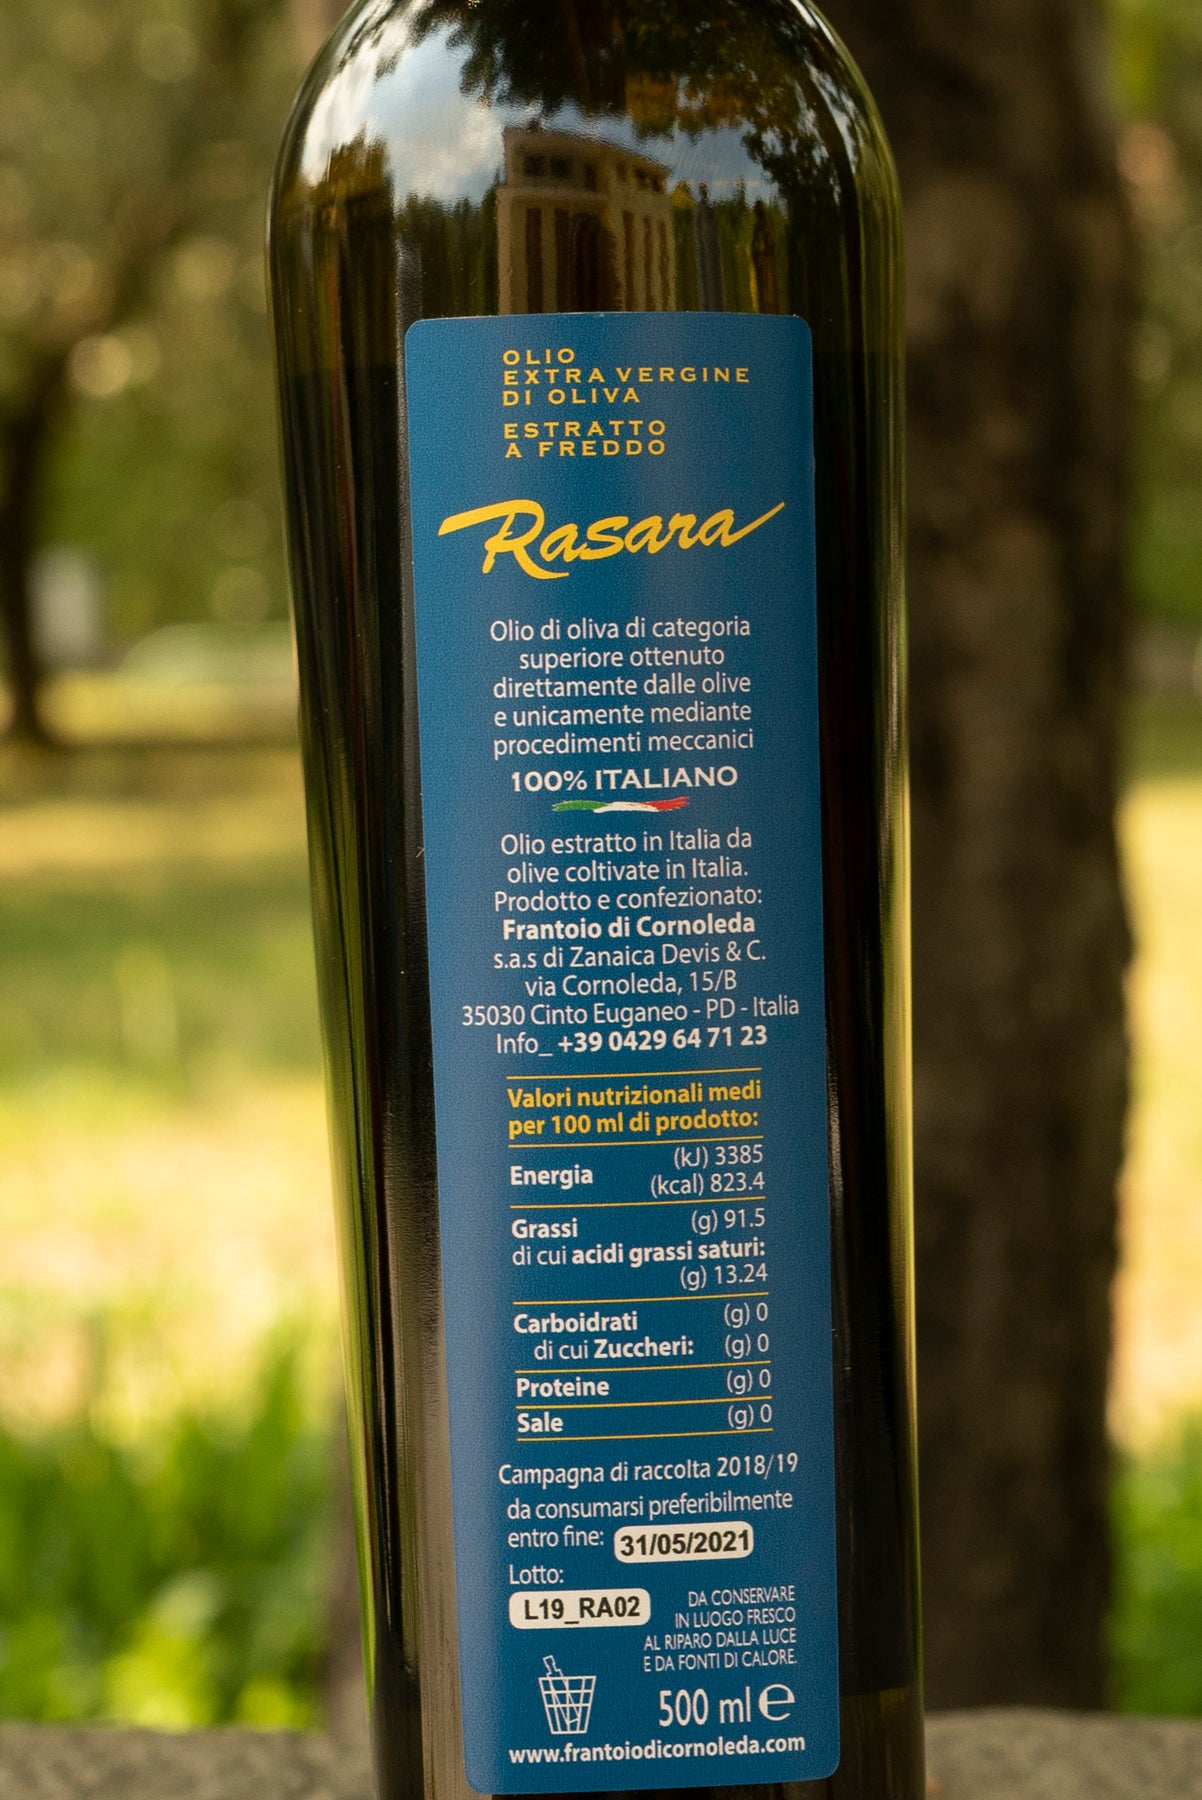 OLIO
EXTRA VERGINE
DI OLIVA
ESTRATTO
A FREDDO
Rasara
Olio di oliva di categoria
superiore ottenuto
direttamente dalle olive
e unicamente mediante
procedimenti meccanici
100% ITALIANO
Olio estratto in Italia da
olive coltivate in Italia.
Prodotto e confezionato:
Frantoio di Cornoleda
s.a.s di Zanaica Devis & C.
via Cornoleda, 15/B
35030 Cinto Euganeo - PD - Italia
Info_ +39 0429 64 71 23
Valori nutrizionali medi
per 100 ml di prodotto:
Energia (kJ) 3385
(kcal) 823.4
Grassi (g) 91.5
di cui acidi grassi saturi:
(g) 13.24
Carboidrati (g) 0
di cui Zuccheri: (g) 0
Proteine (g) 0
Sale (g) 0
Campagna di raccolta 2018/19
da consumarsi preferibilmente
entro fine: 31/05/2021
Lotto:
L19_RA02
DA CONSERVARE
IN LUOGO FRESCO
AL RIPARO DALLA LUCE
E DA FONTI DI CALORE.
500 ml e
www.frantoiodicornoleda.com